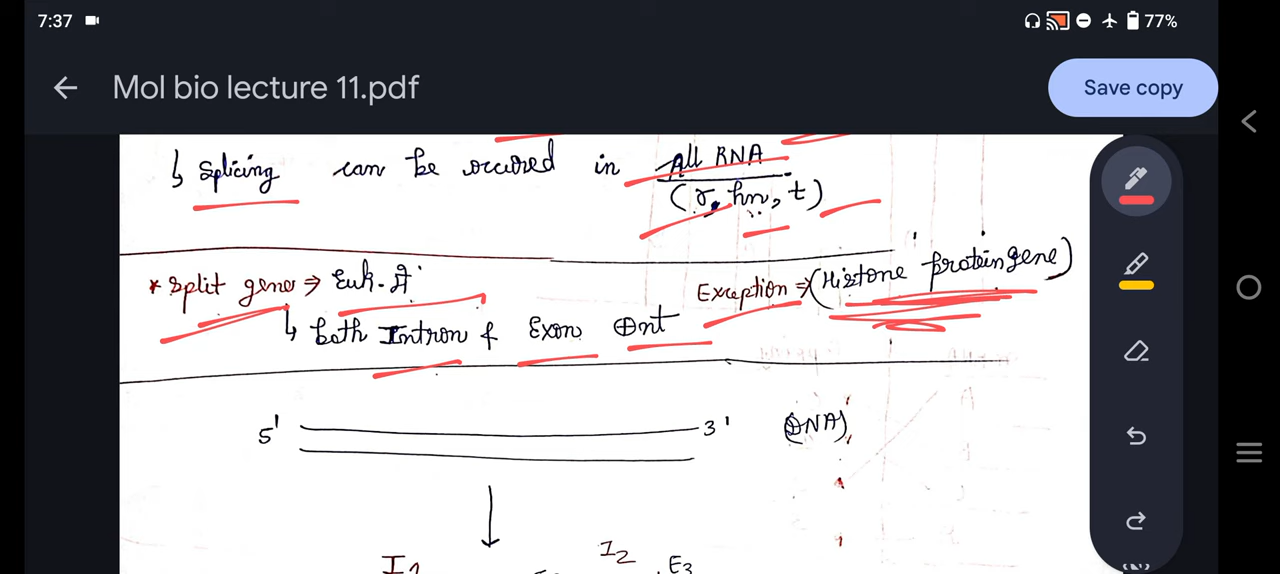 7:37
77%
Mol bio lecture 11.pdf
Save copy
↳ Splicing can be occured in All RNA
(r, hn, t)
* Split gene ⇒ Euk. में
Exception ⇒ (Histone protein gene)
↳ both Intron & Exon ⊕nt
5' 3' (DNA)
I2
I1 E3